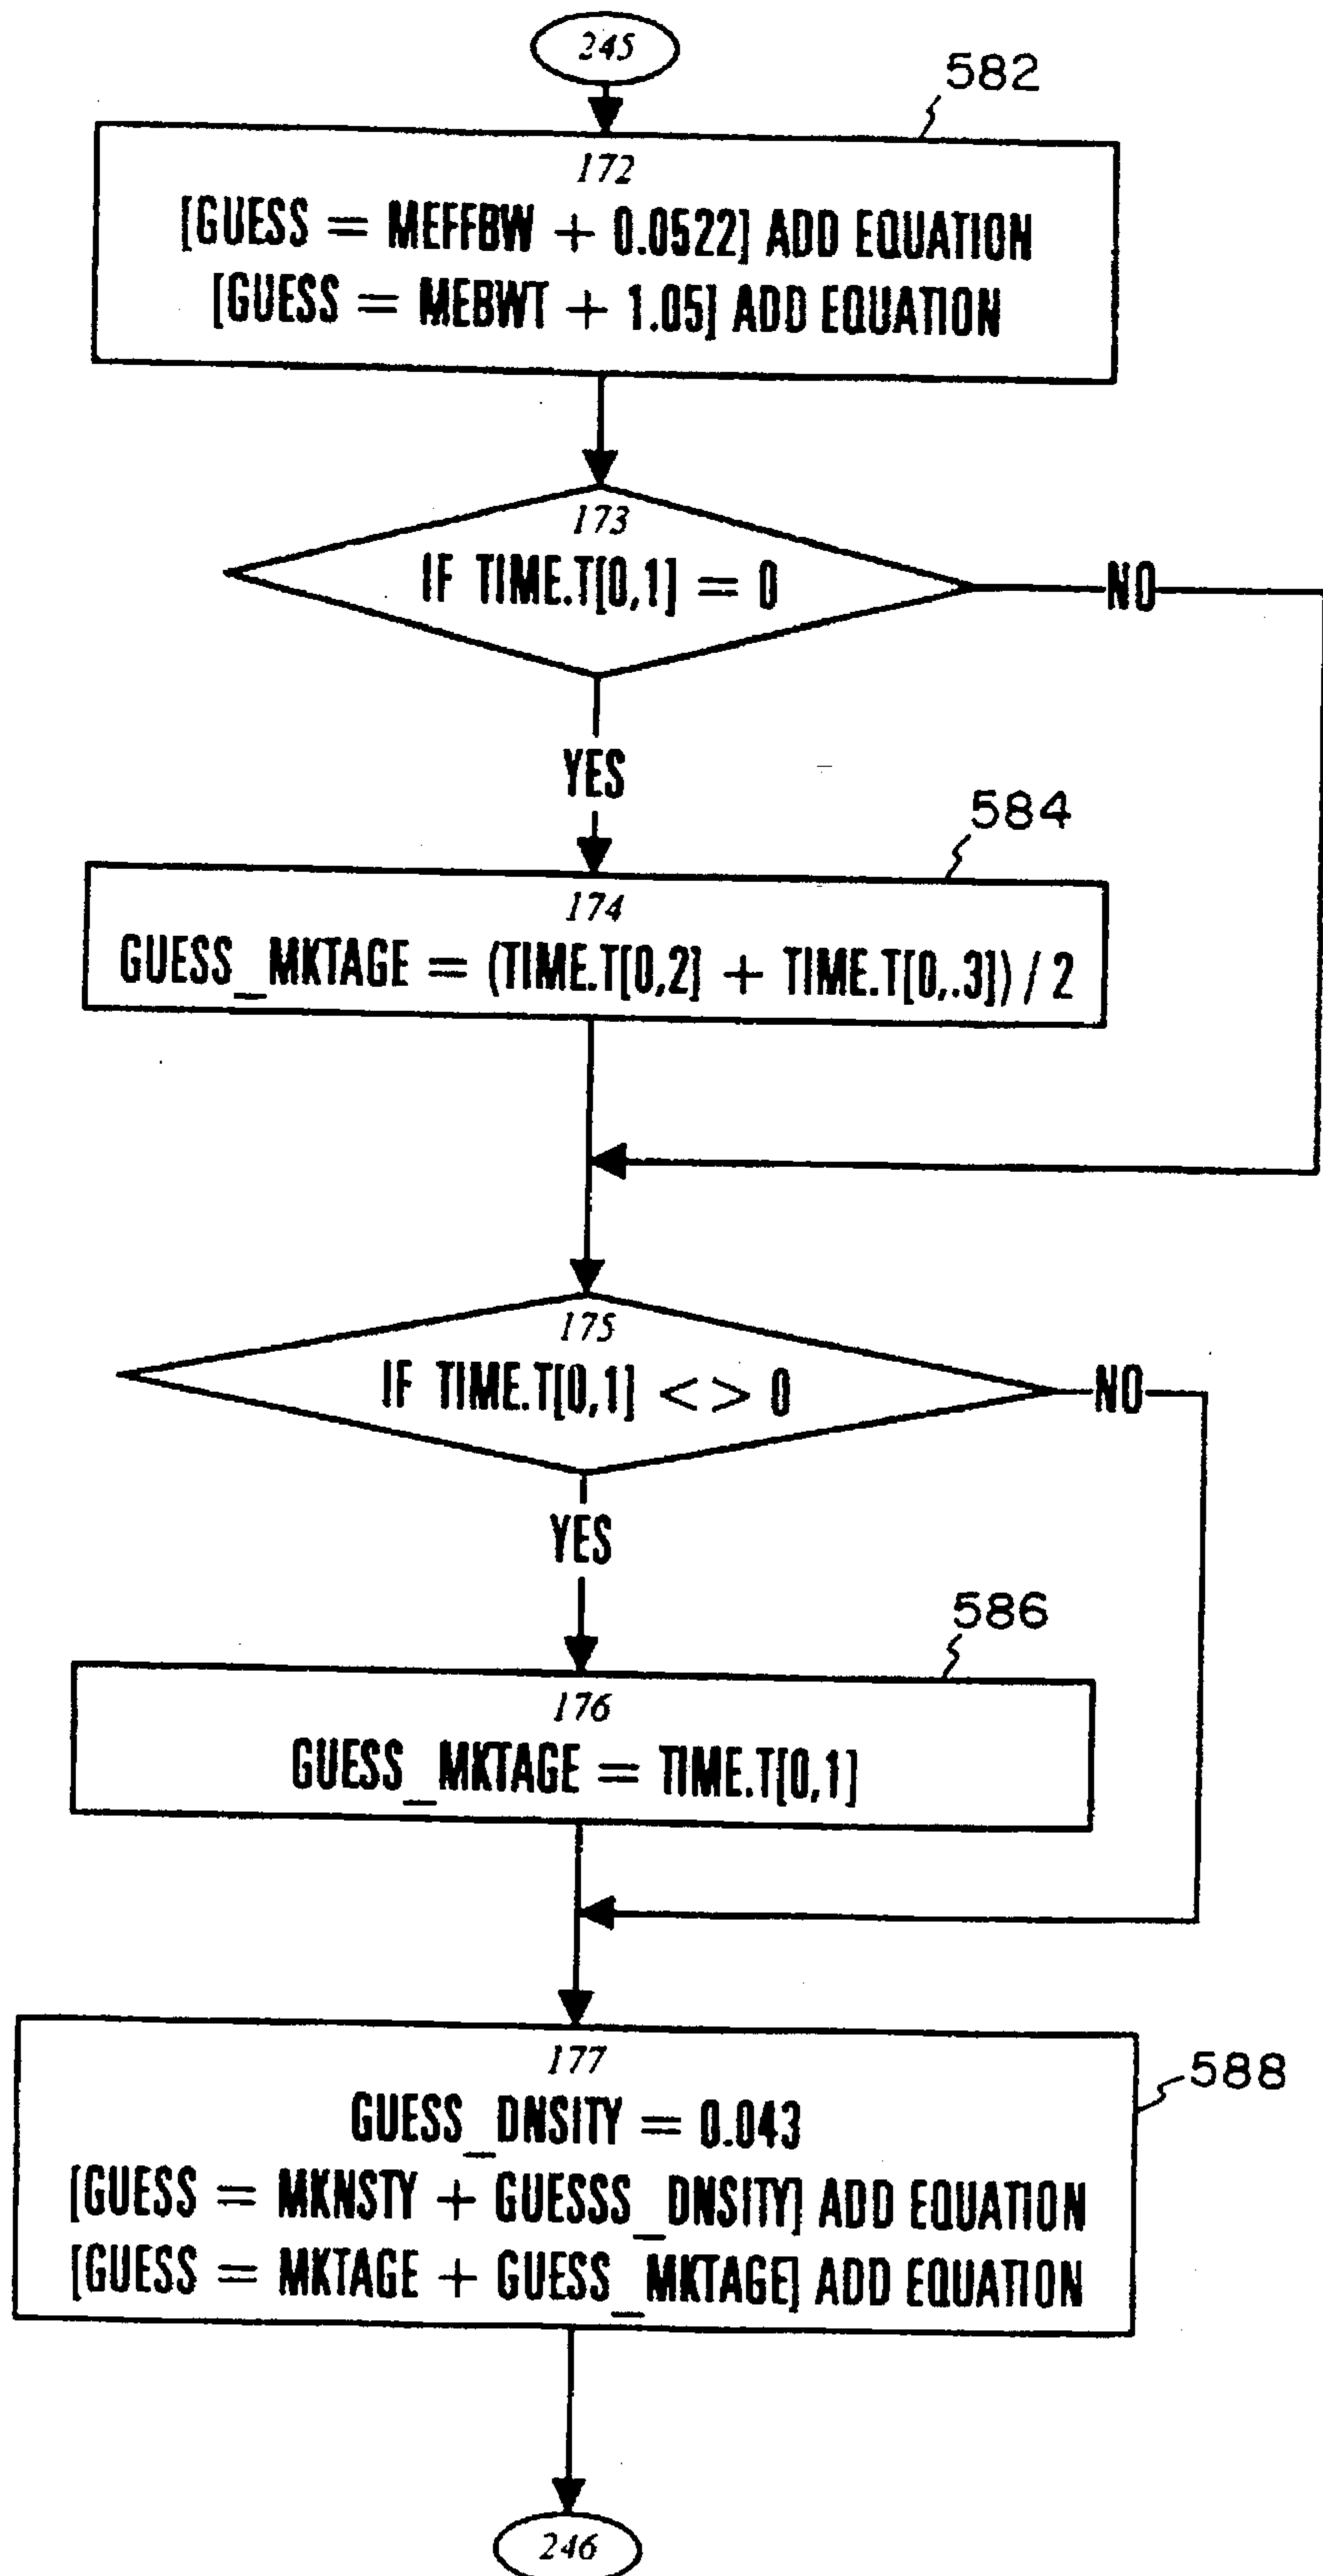 245
582
172
[GUESS = MEFFBW + 0.0522] ADD EQUATION
[GUESS = MEBWT + 1.05] ADD EQUATION
173
IF TIME.T[0,1] = 0
NO
YES
584
174
GUESS_MKTAGE = (TIME.T[0,2] + TIME.T[0,.3]) / 2
175
IF TIME.T[0,1] < > 0
NO
YES
586
176
GUESS_MKTAGE = TIME.T[0,1]
588
177
GUESS_DNSITY = 0.043
[GUESS = MKNSTY + GUESSS_DNSITY] ADD EQUATION
[GUESS = MKTAGE + GUESS_MKTAGE] ADD EQUATION
246